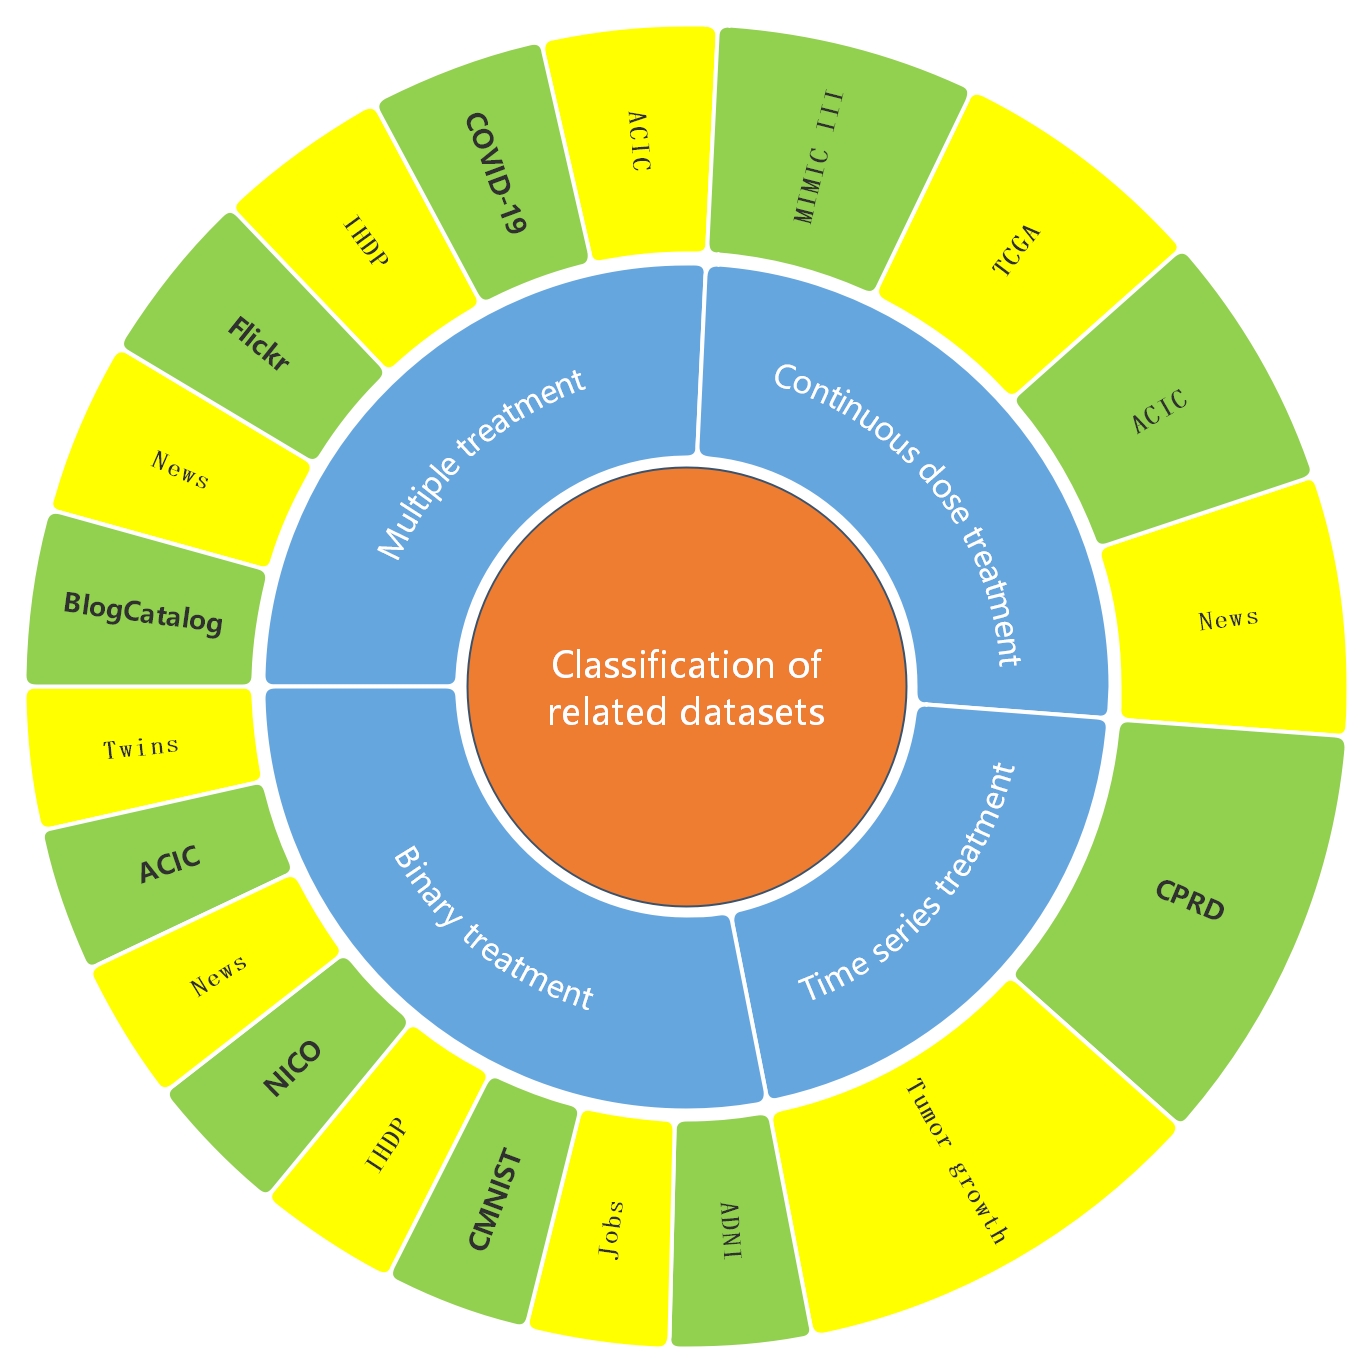 Classification of
related datasets
Continuous dose treatment
Time series treatment
Binary treatment
Multiple treatment
MIMIC III
TCGA
ACIC
News
CPRD
Tumor growth
ADNI
Jobs
CMNIST
IHDP
NICO
News
ACIC
Twins
BlogCatalog
News
Flickr
IHDP
COVID-19
ACIC